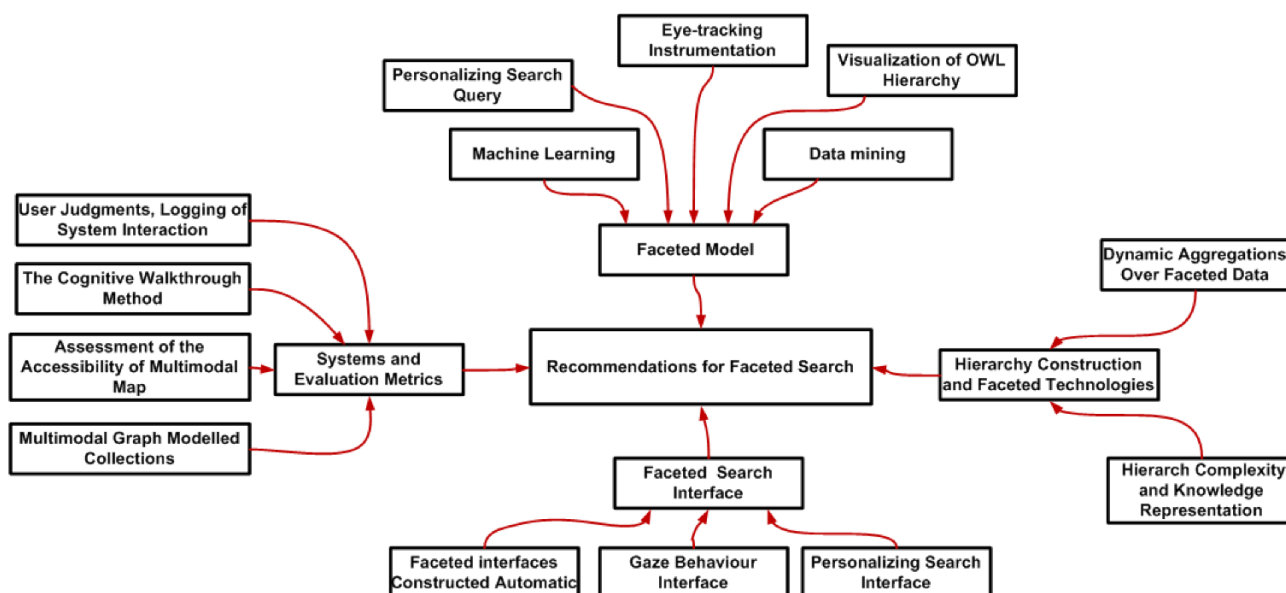 Eye-tracking
Instrumentation
Visualization of OWL
Hierarchy
Personalizing Search
Query
Machine Learning
Data mining
User Judgments, Logging of
System Interaction
Faceted Model
Dynamic Aggregations
Over Faceted Data
The Cognitive Walkthrough
Method
Assessment of the
Accessibility of Multimodal
Map
Systems and
Evaluation Metrics
Recommendations for Faceted Search
Hierarchy Construction
and Faceted Technologies
Multimodal Graph Modelled
Collections
Faceted Search
Interface
Hierarch Complexity
and Knowledge
Representation
Faceted interfaces
Constructed Automatic
Gaze Behaviour
Interface
Personalizing Search
Interface